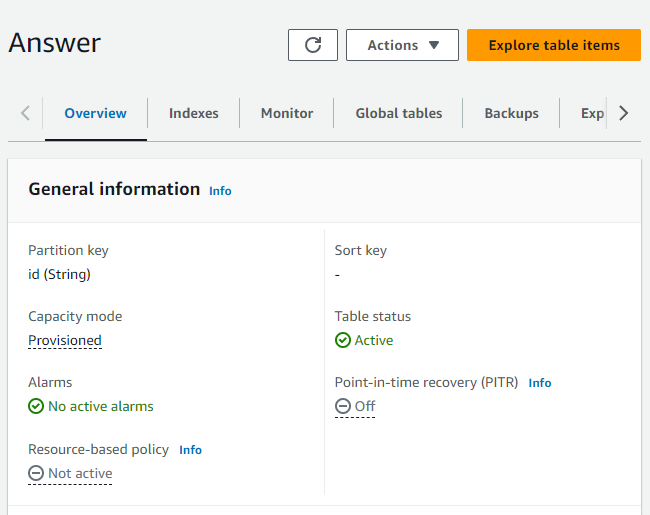 Answer
Actions
Explore table items
Overview
Indexes
Monitor
Global tables
Backups
Exp
General information Info
Partition key
id (String)
Sort key
-
Capacity mode
Provisioned
Table status
Active
Alarms
No active alarms
Point-in-time recovery (PITR) Info
Off
Resource-based policy Info
Not active